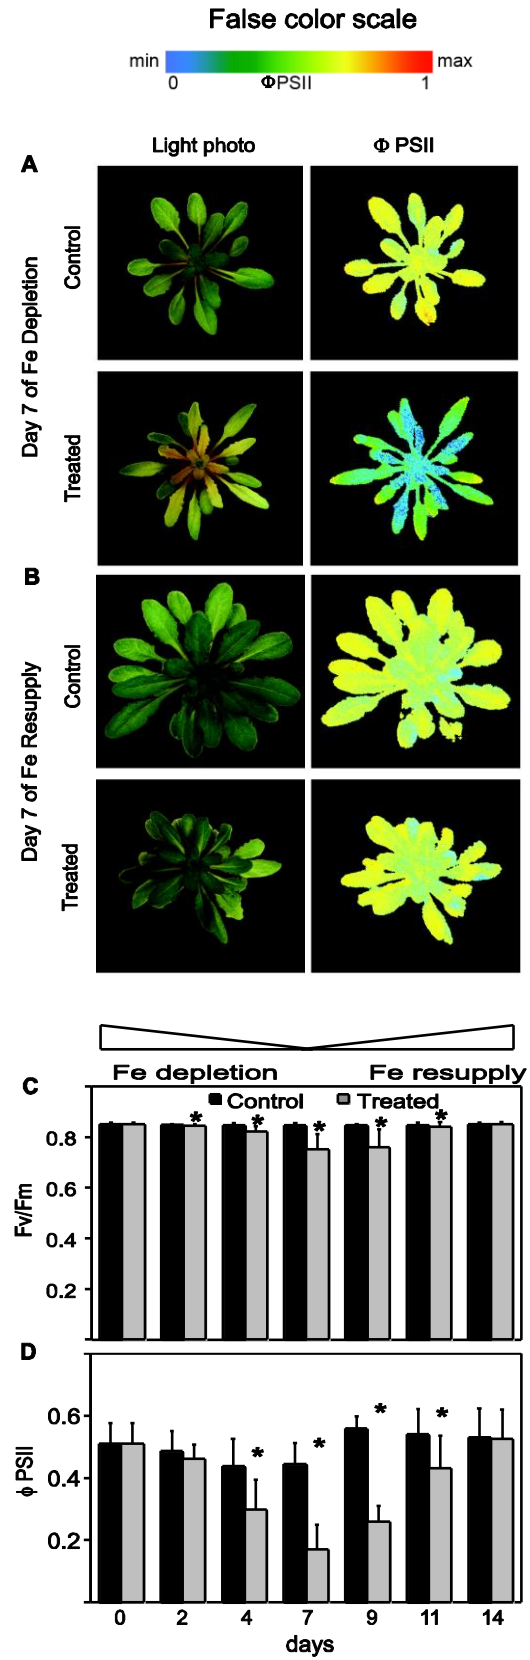 False color scale
min max
0 ΦPSII 1
Light photo Φ PSII
A
Day 7 of Fe Depletion
Control
Treated
B
Day 7 of Fe Resupply
Control
Treated
Fe depletion Fe resupply
C
Control Treated
* * * * *
Fv/Fm
0.8
0.6
0.4
0.2
D
* * * *
ϕ PSII
0.6
0.4
0.2
0 2 4 7 9 11 14
days